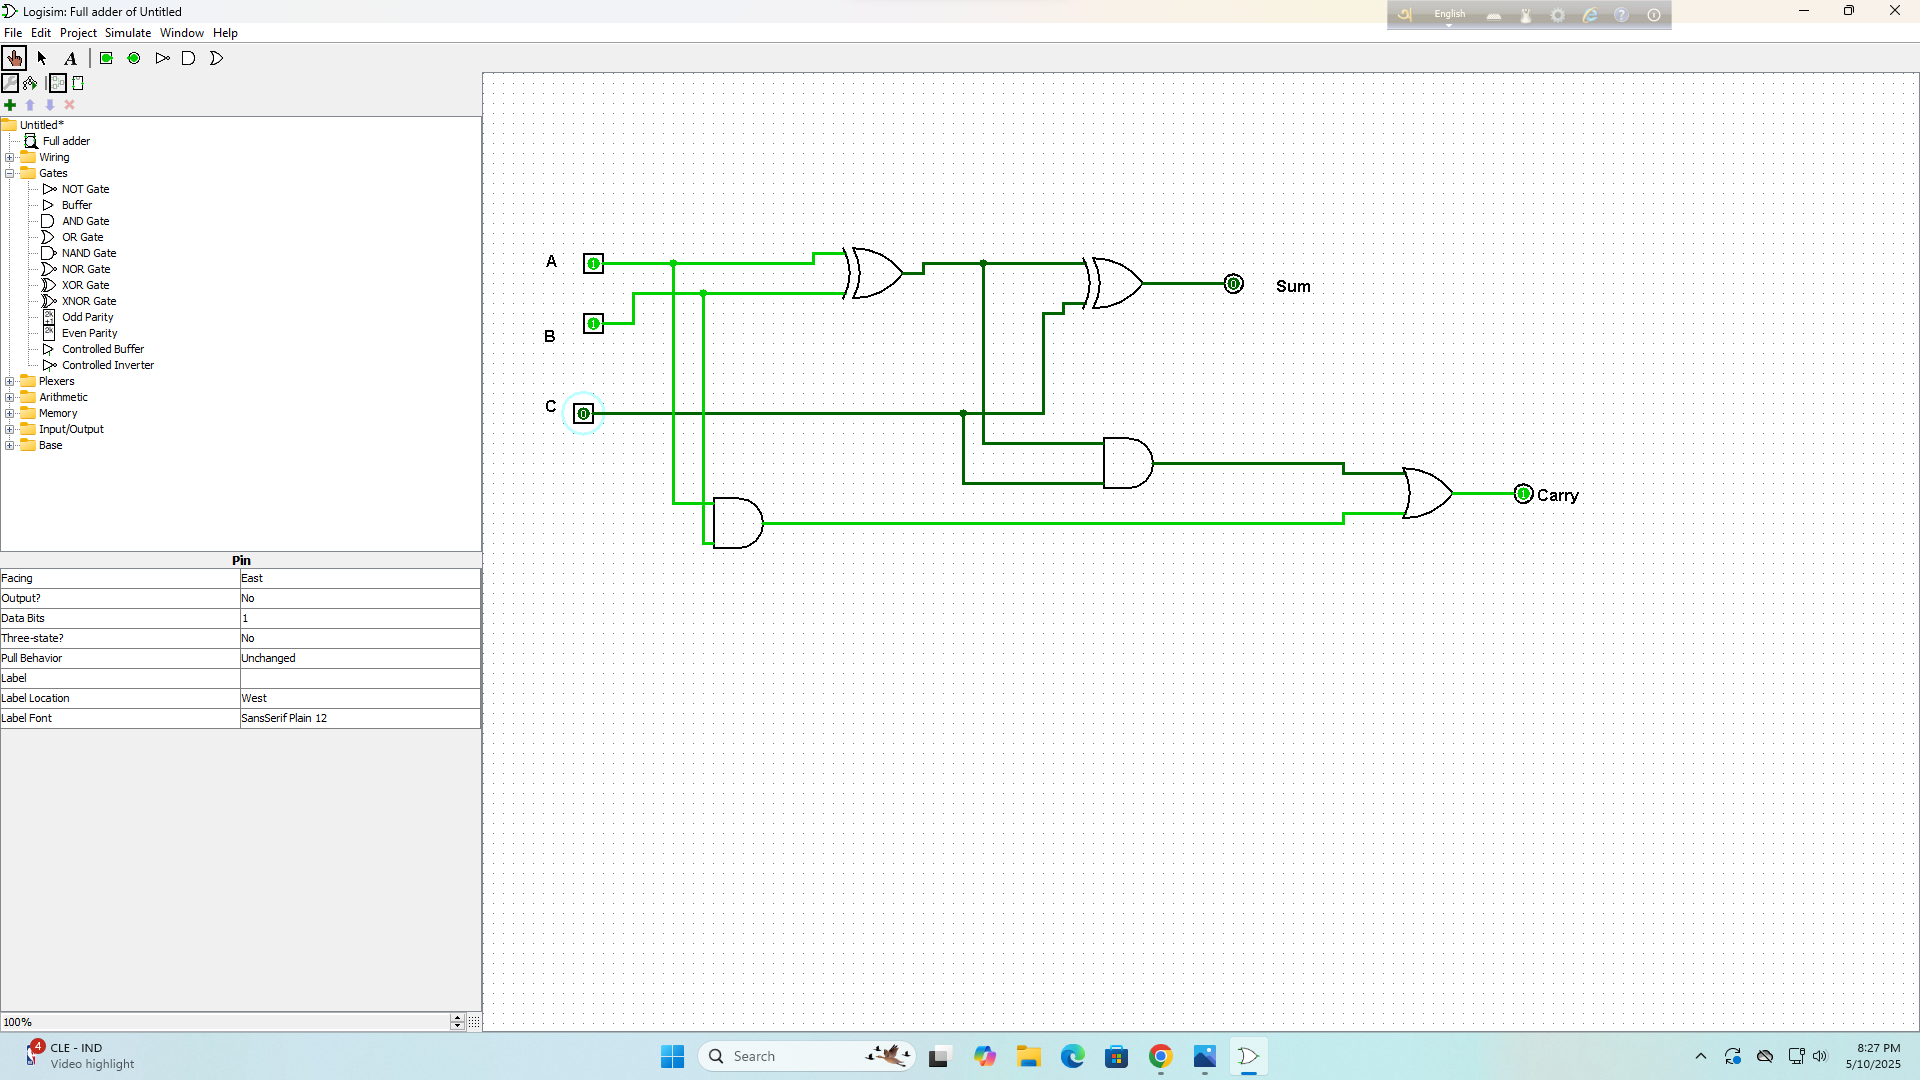 Logisim: Full adder of Untitled
English
File Edit Project Simulate Window Help
A
Untitled*
Full adder
Wiring
Gates
NOT Gate
Buffer
AND Gate
OR Gate
NAND Gate
NOR Gate
XOR Gate
XNOR Gate
Odd Parity
Even Parity
Controlled Buffer
Controlled Inverter
Plexers
Arithmetic
Memory
Input/Output
Base
A 1
B 1
C 0
0 Sum
1 Carry
Pin
Facing East
Output? No
Data Bits 1
Three-state? No
Pull Behavior Unchanged
Label
Label Location West
Label Font SansSerif Plain 12
100%
4
CLE - IND
Video highlight
Search
8:27 PM
5/10/2025